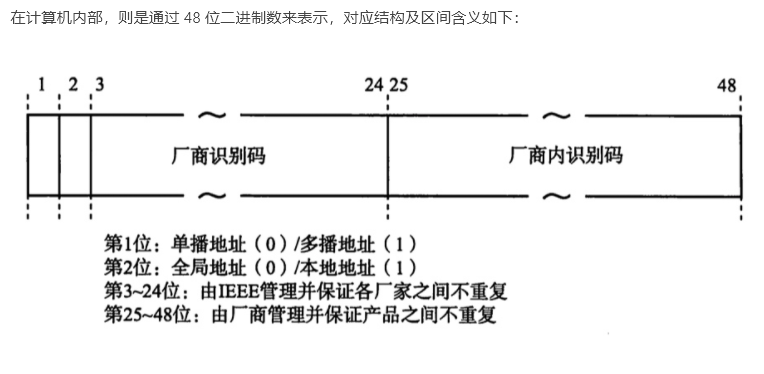 在计算机内部，则是通过 48 位二进制数来表示，对应结构及区间含义如下：
1 2 3 24 25 48
厂商识别码 厂商内识别码
第1位：单播地址（0）/多播地址（1）
第2位：全局地址（0）/本地地址（1）
第3~24位：由IEEE管理并保证各厂家之间不重复
第25~48位：由厂商管理并保证产品之间不重复